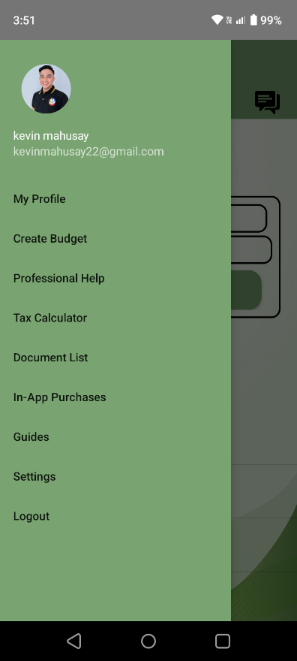 3:51
99%
kevin mahusay
kevinmahusay22@gmail.com
My Profile
Create Budget
Professional Help
Tax Calculator
Document List
In-App Purchases
Guides
Settings
Logout